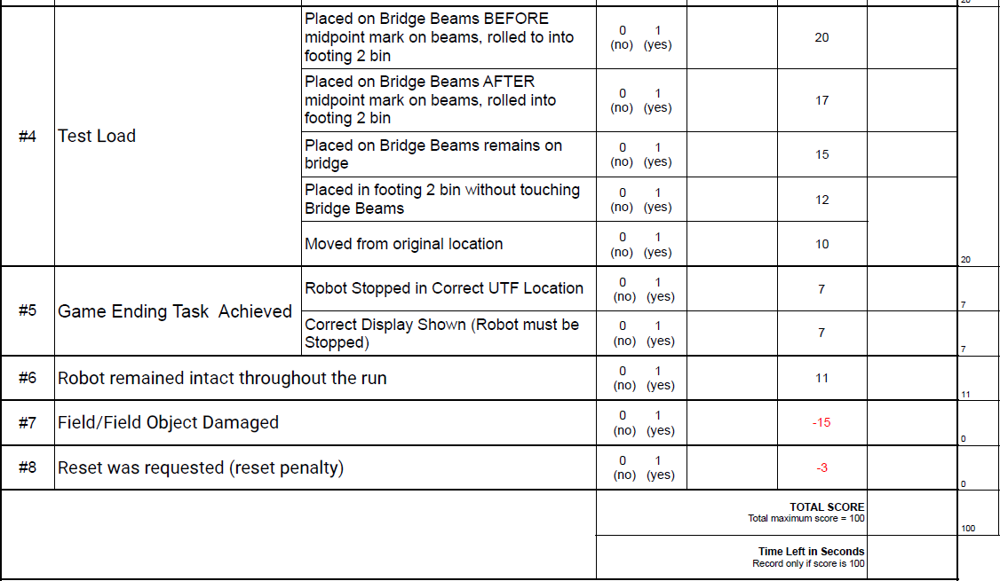 20
Placed on Bridge Beams BEFORE
midpoint mark on beams, rolled to into
footing 2 bin
0 1
(no) (yes)
20
Placed on Bridge Beams AFTER
midpoint mark on beams, rolled into
footing 2 bin
0 1
(no) (yes)
17
#4
Test Load
Placed on Bridge Beams remains on
bridge
0 1
(no) (yes)
15
Placed in footing 2 bin without touching
Bridge Beams
0 1
(no) (yes)
12
Moved from original location
0 1
(no) (yes)
10
20
#5
Game Ending Task Achieved
Robot Stopped in Correct UTF Location
0 1
(no) (yes)
7
7
Correct Display Shown (Robot must be
Stopped)
0 1
(no) (yes)
7
7
#6
Robot remained intact throughout the run
0 1
(no) (yes)
11
11
#7
Field/Field Object Damaged
0 1
(no) (yes)
-15
0
#8
Reset was requested (reset penalty)
0 1
(no) (yes)
-3
0
TOTAL SCORE
Total maximum score = 100
100
Time Left in Seconds
Record only if score is 100